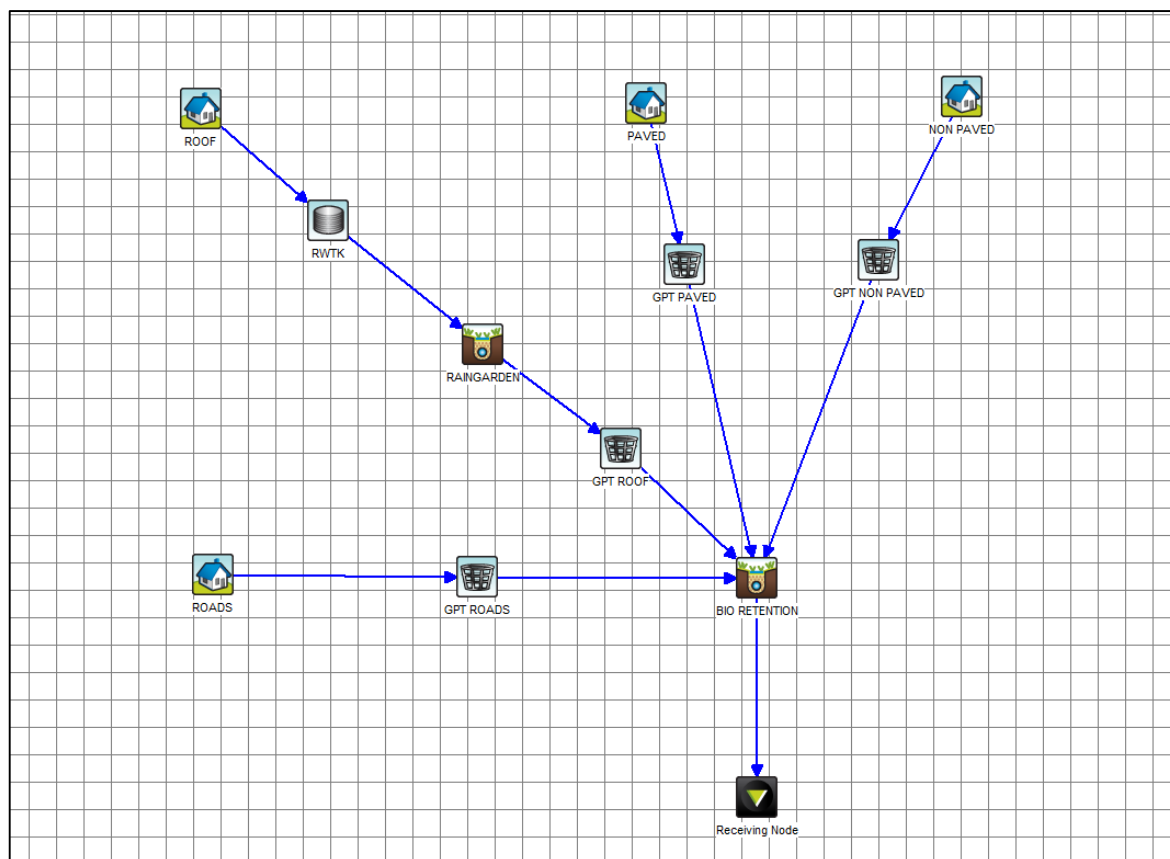 ROOF
PAVED
NON PAVED
RWTK
GPT PAVED
GPT NON PAVED
RAINGARDEN
GPT ROOF
ROADS
GPT ROADS
BIO RETENTION
Receiving Node